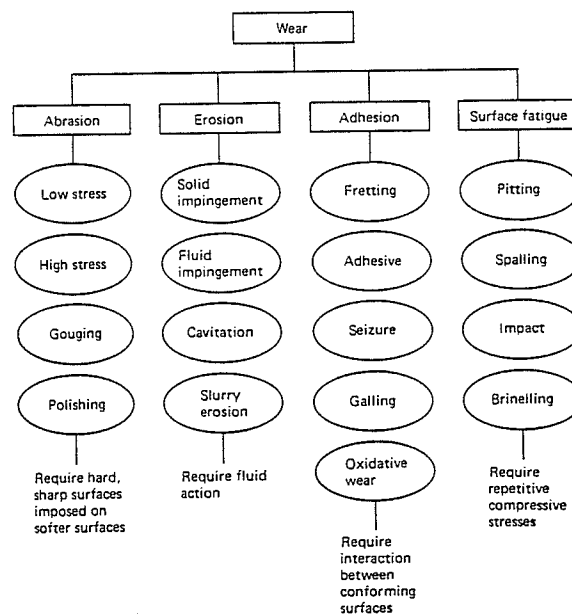 Wear
Abrasion
Low stress
High stress
Gouging
Polishing
Require hard,
sharp surfaces
imposed on
softer surfaces
Erosion
Solid
impingement
Fluid
impingement
Cavitation
Slurry
erosion
Require fluid
action
Adhesion
Fretting
Adhesive
Seizure
Galling
Oxidative
wear
Require
interaction
between
conforming
surfaces
Surface fatigue
Pitting
Spalling
Impact
Brinelling
Require
repetitive
compressive
stresses